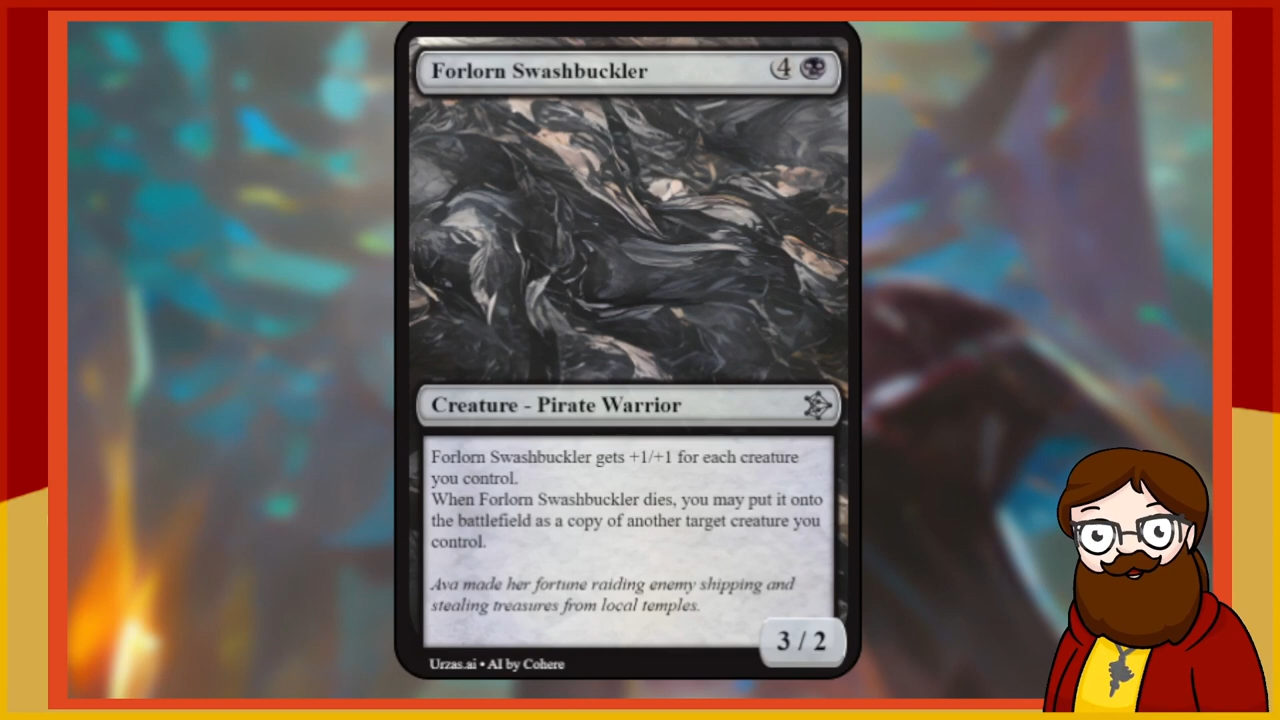 Forlorn Swashbuckler 4
Creature - Pirate Warrior
Forlorn Swashbuckler gets +1/+1 for each creature
you control.
When Forlorn Swashbuckler dies, you may put it onto
the battlefield as a copy of another target creature you
control.
Ava made her fortune raiding enemy shipping and
stealing treasures from local temples.
3 / 2
Urzas.ai • AI by Cohere